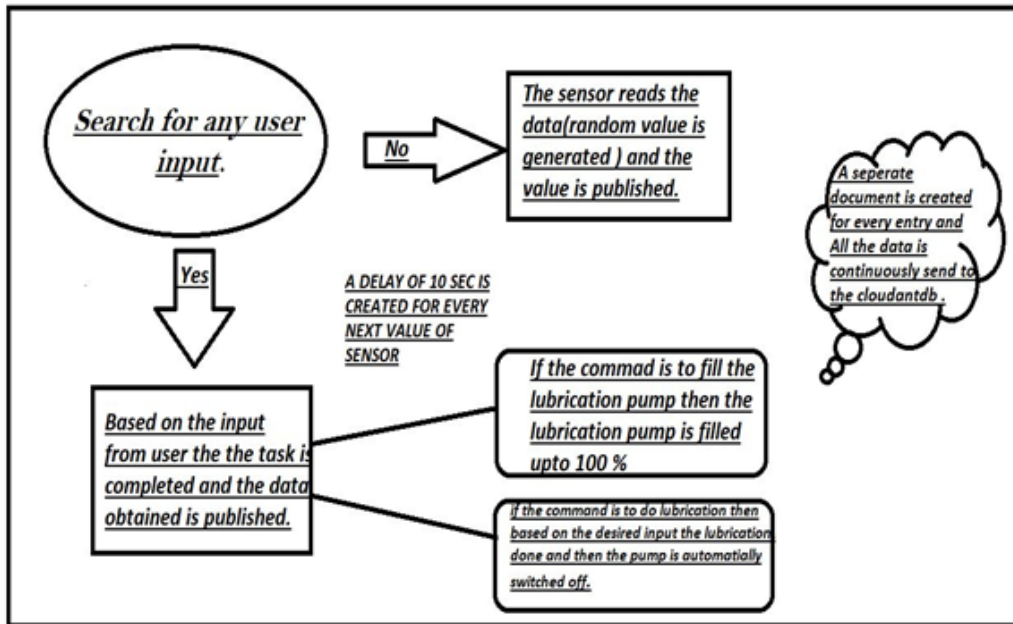 Search for any user
input.
No
The sensor reads the
data(random value is
generated ) and the
value is published.
A seperate
document is created
for every entry and
All the data is
continuously send to
the cloudantdb .
Yes
A DELAY OF 10 SEC IS
CREATED FOR EVERY
NEXT VALUE OF
SENSOR
Based on the input
from user the the task is
completed and the data
obtained is published.
If the commad is to fill the
lubrication pump then the
lubrication pump is filled
upto 100 %
if the command is to do lubrication then
based on the desired input the lubrication
done and then the pump is automatially
switched off.